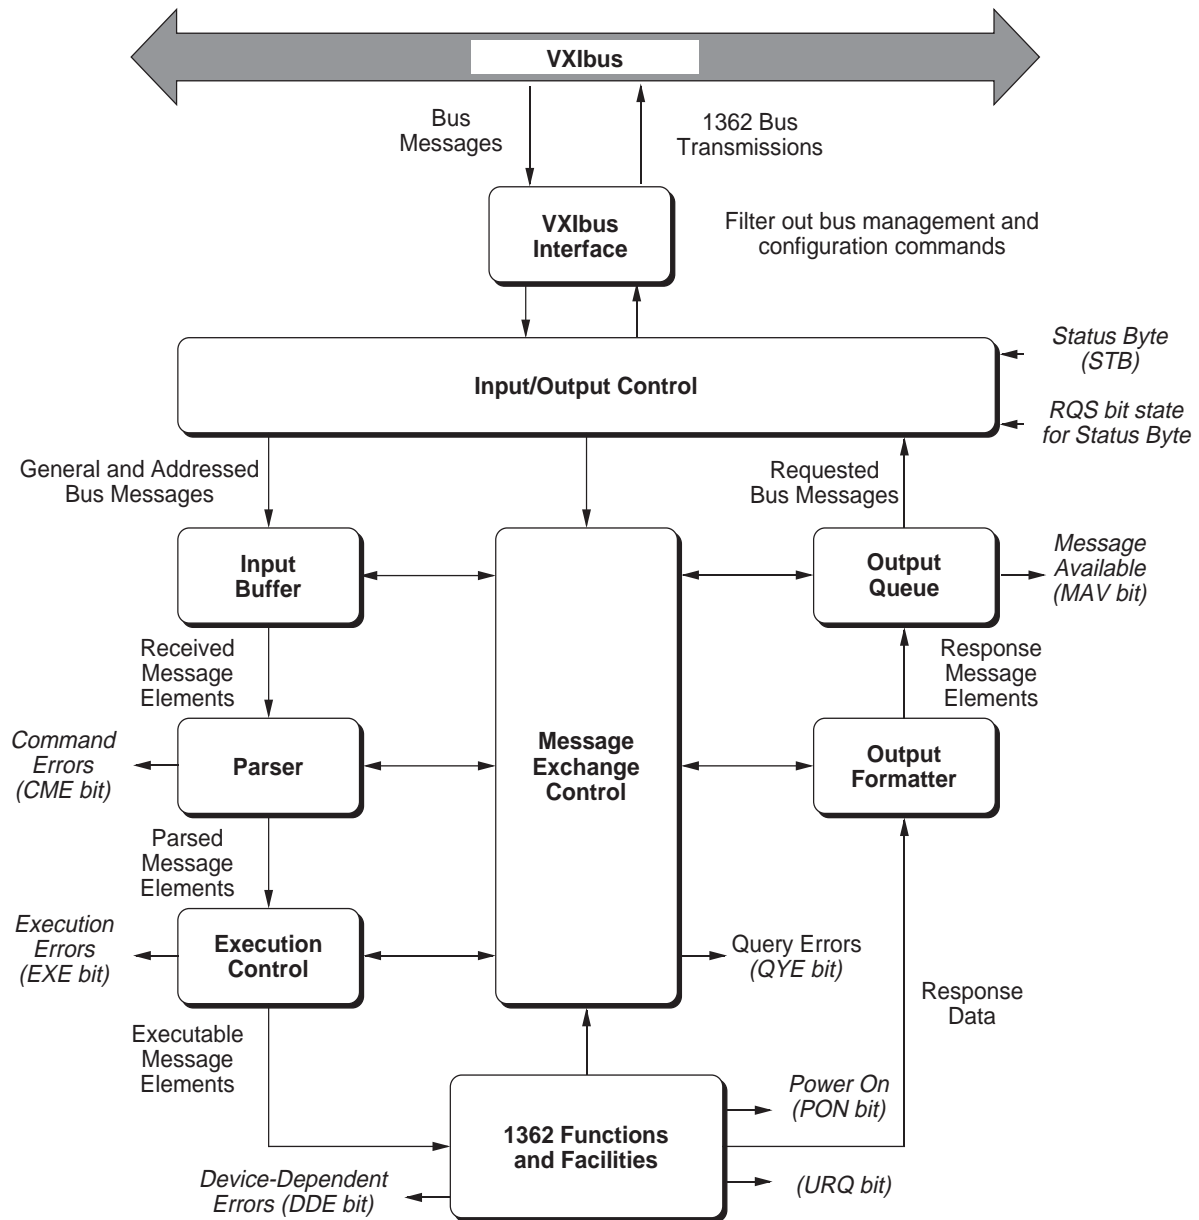 VXIbus
Bus
Messages
1362 Bus
Transmissions
VXIbus
Interface
Filter out bus management and
configuration commands
Input/Output Control
Status Byte
(STB)
RQS bit state
for Status Byte
General and Addressed
Bus Messages
Requested
Bus Messages
Input
Buffer
Output
Queue
Message
Available
(MAV bit)
Received
Message
Elements
Response
Message
Elements
Command
Errors
(CME bit)
Parser
Message
Exchange
Control
Output
Formatter
Parsed
Message
Elements
Execution
Errors
(EXE bit)
Execution
Control
Query Errors
(QYE bit)
Response
Data
Executable
Message
Elements
Power On
(PON bit)
1362 Functions
and Facilities
Device-Dependent
Errors (DDE bit)
(URQ bit)